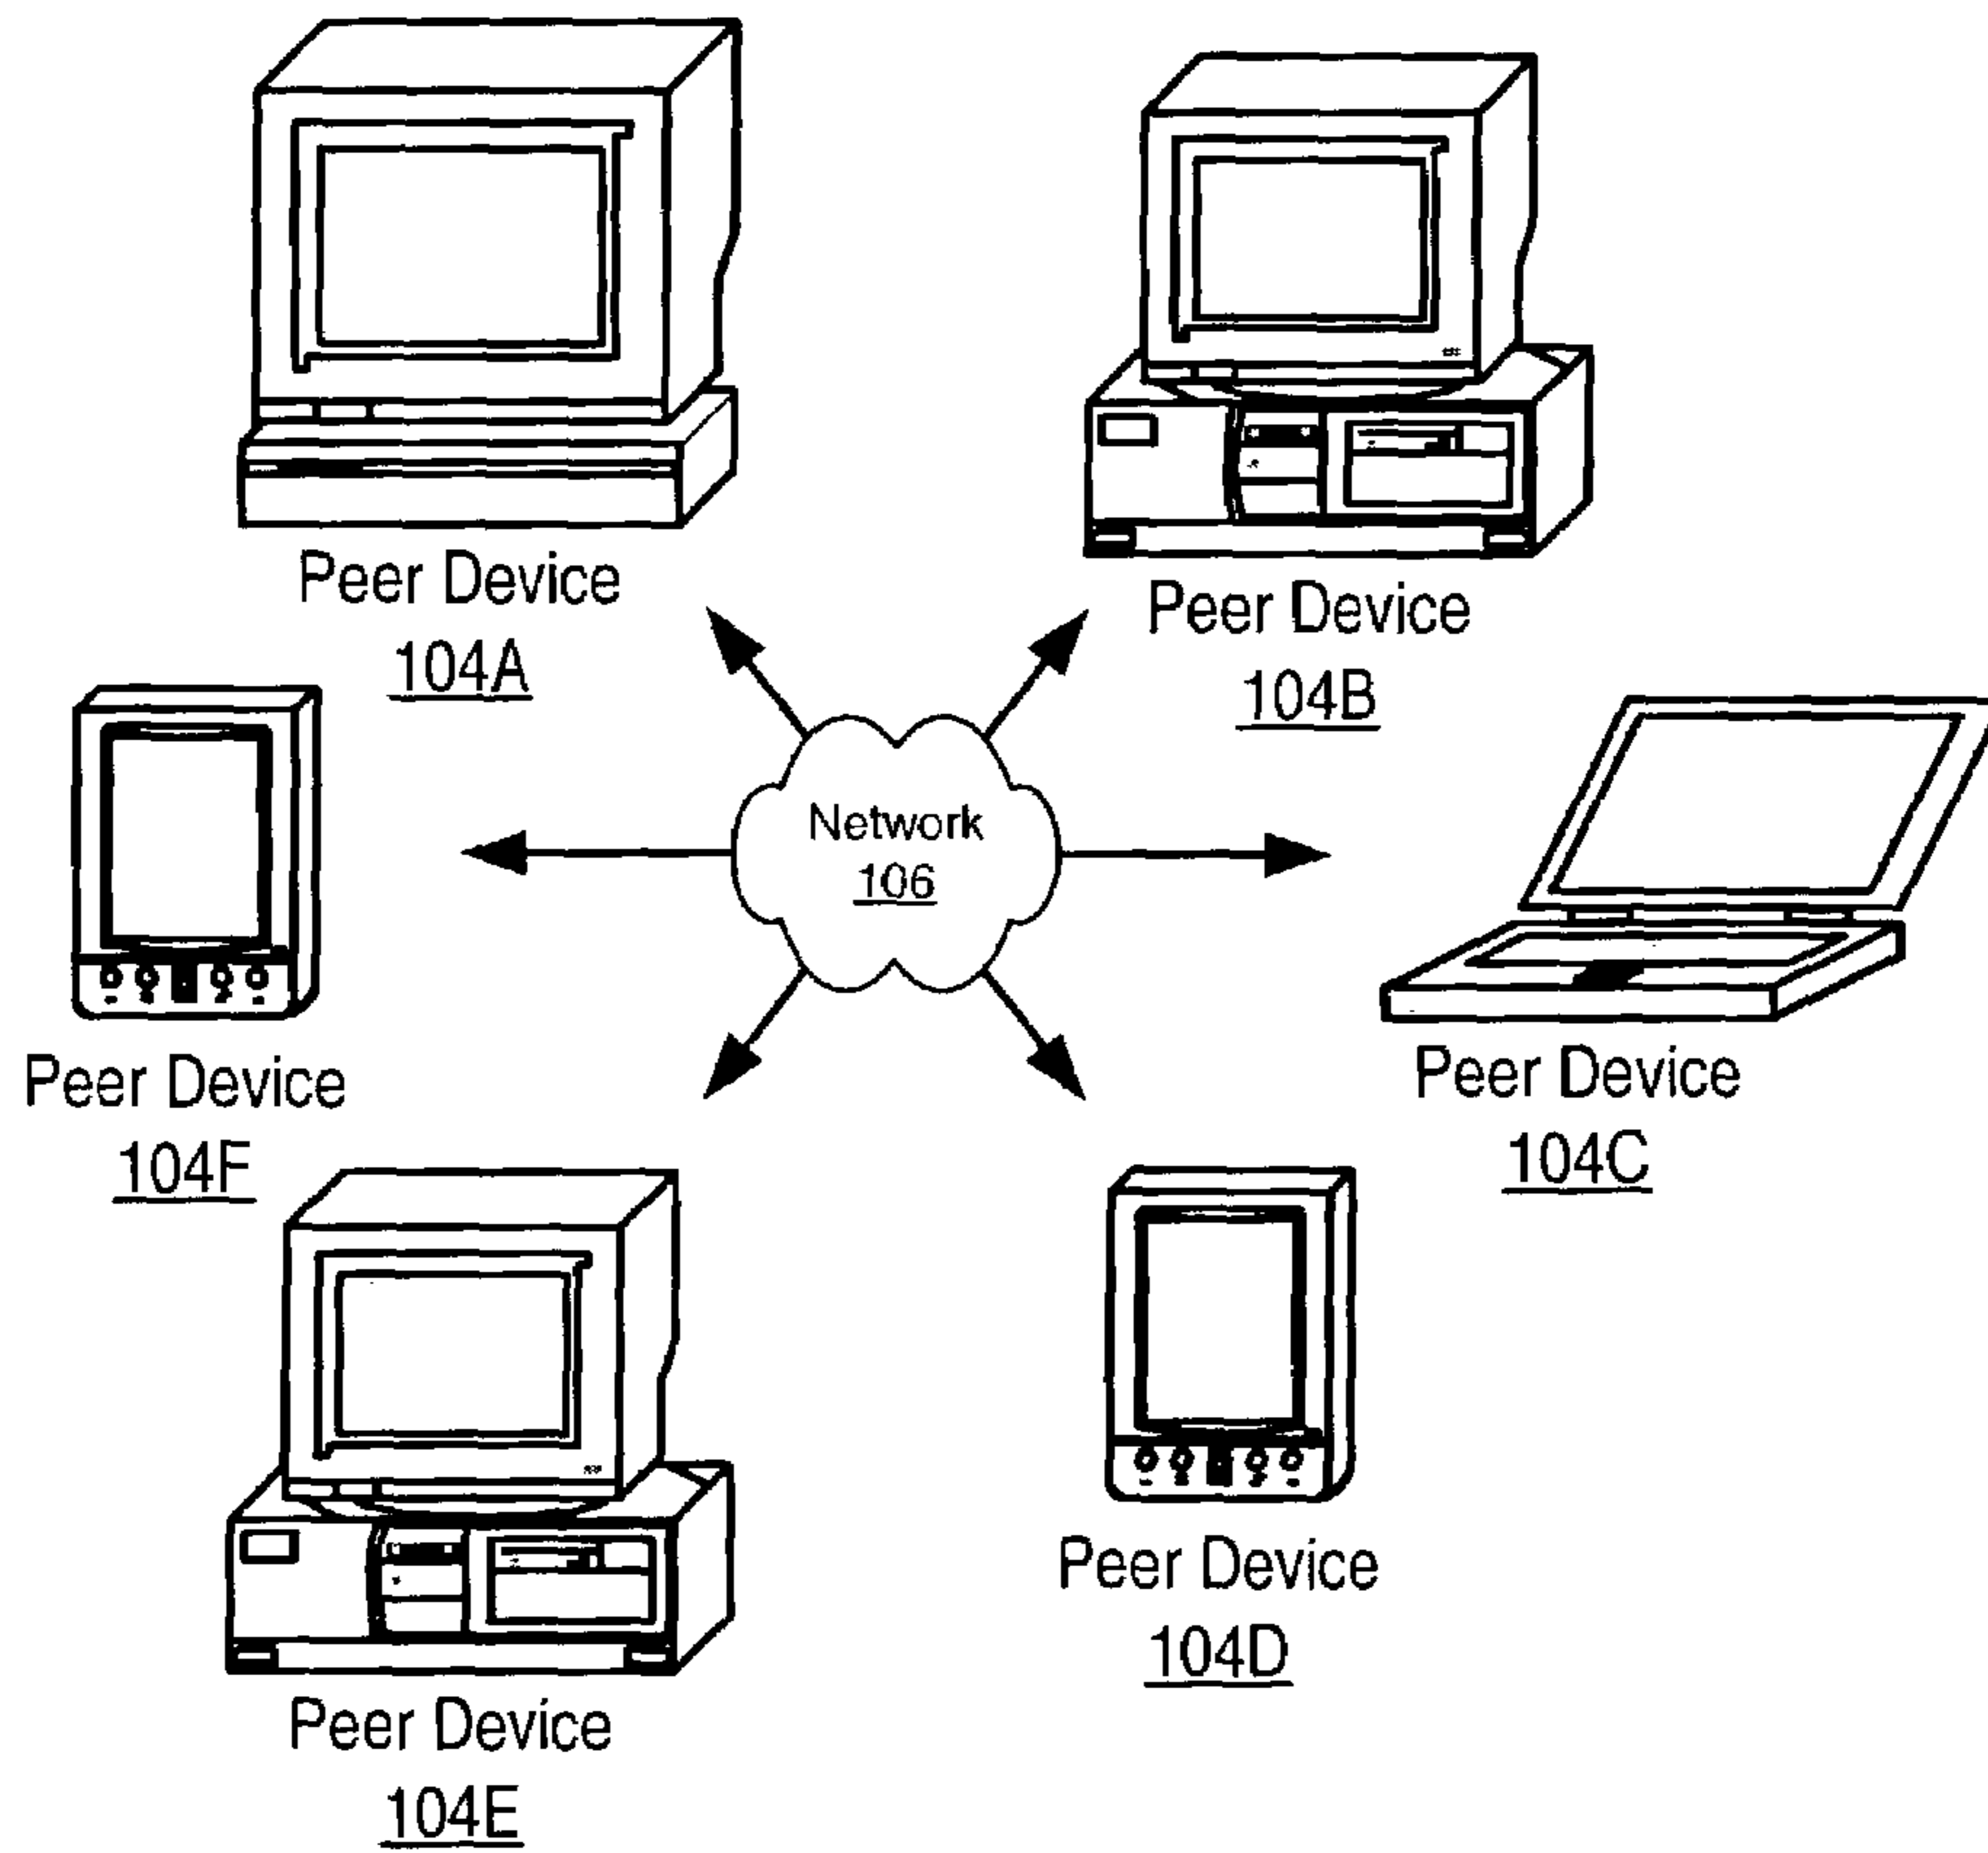 Peer Device
104A
Peer Device
104B
Network
106
Peer Device
104F
Peer Device
104C
Peer Device
104D
Peer Device
104E